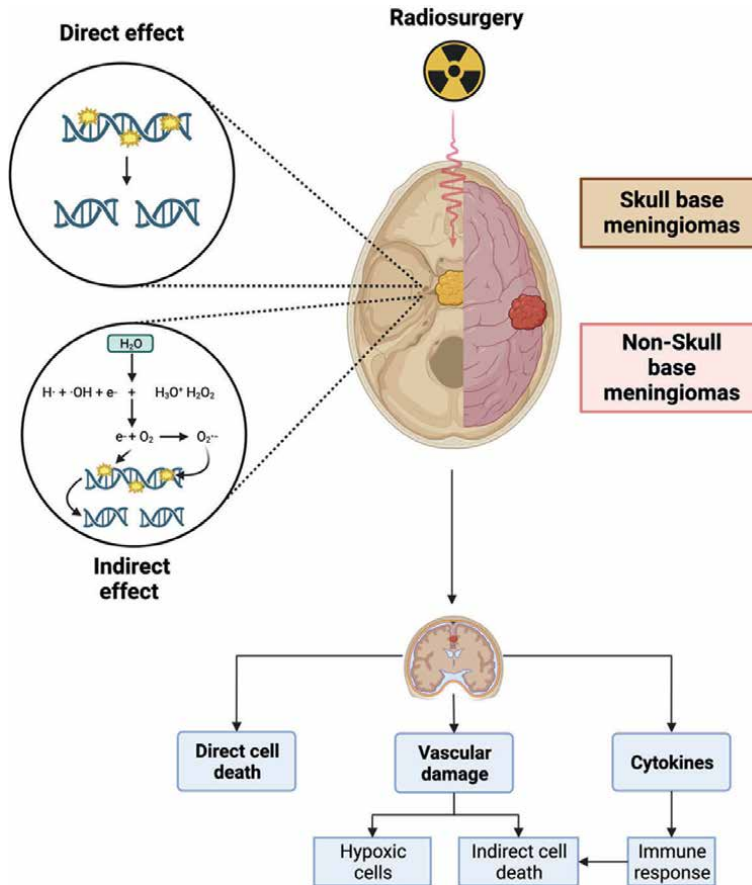 Direct effect
Radiosurgery
Skull base
meningiomas
Non-Skull
base
meningiomas
H₂O
H· + ·OH + e- + H₃O⁺ H₂O₂
e- + O₂ → O₂·-
Indirect
effect
Direct cell
death
Vascular
damage
Cytokines
Hypoxic
cells
Indirect cell
death
Immune
response